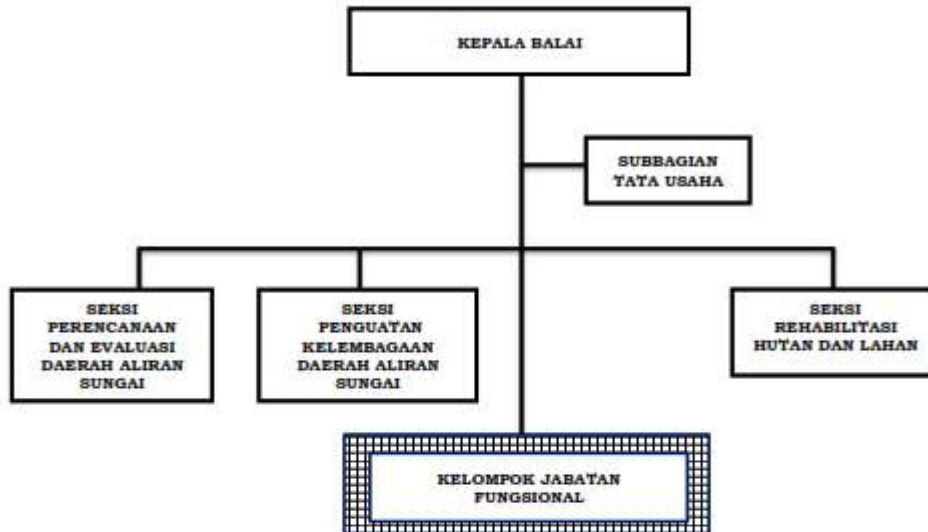 KEPALA BALAI
SUBBAGIAN
TATA USAHA
SEKSI
PERENCANAAN
DAN EVALUASI
DAERAH ALIRAN
SUNGAI
SEKSI
PENGUATAN
KELEMBAGAAN
DAERAH ALIRAN
SUNGAI
SEKSI
REHABILITASI
HUTAN DAN LAHAN
KELOMPOK JABATAN
FUNGSIONAL